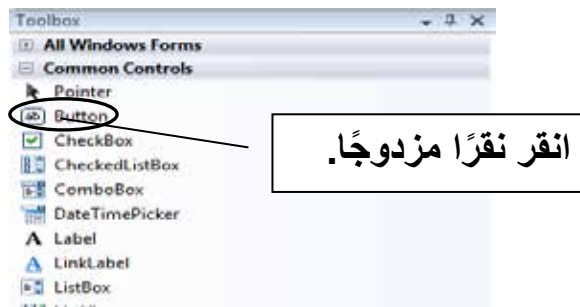 Toolbox
All Windows Forms
Common Controls
Pointer
ab Button
CheckBox
CheckedListBox
ComboBox
DateTimePicker
A Label
A LinkLabel
ListBox
انقر نقرًا مزدوجًا.